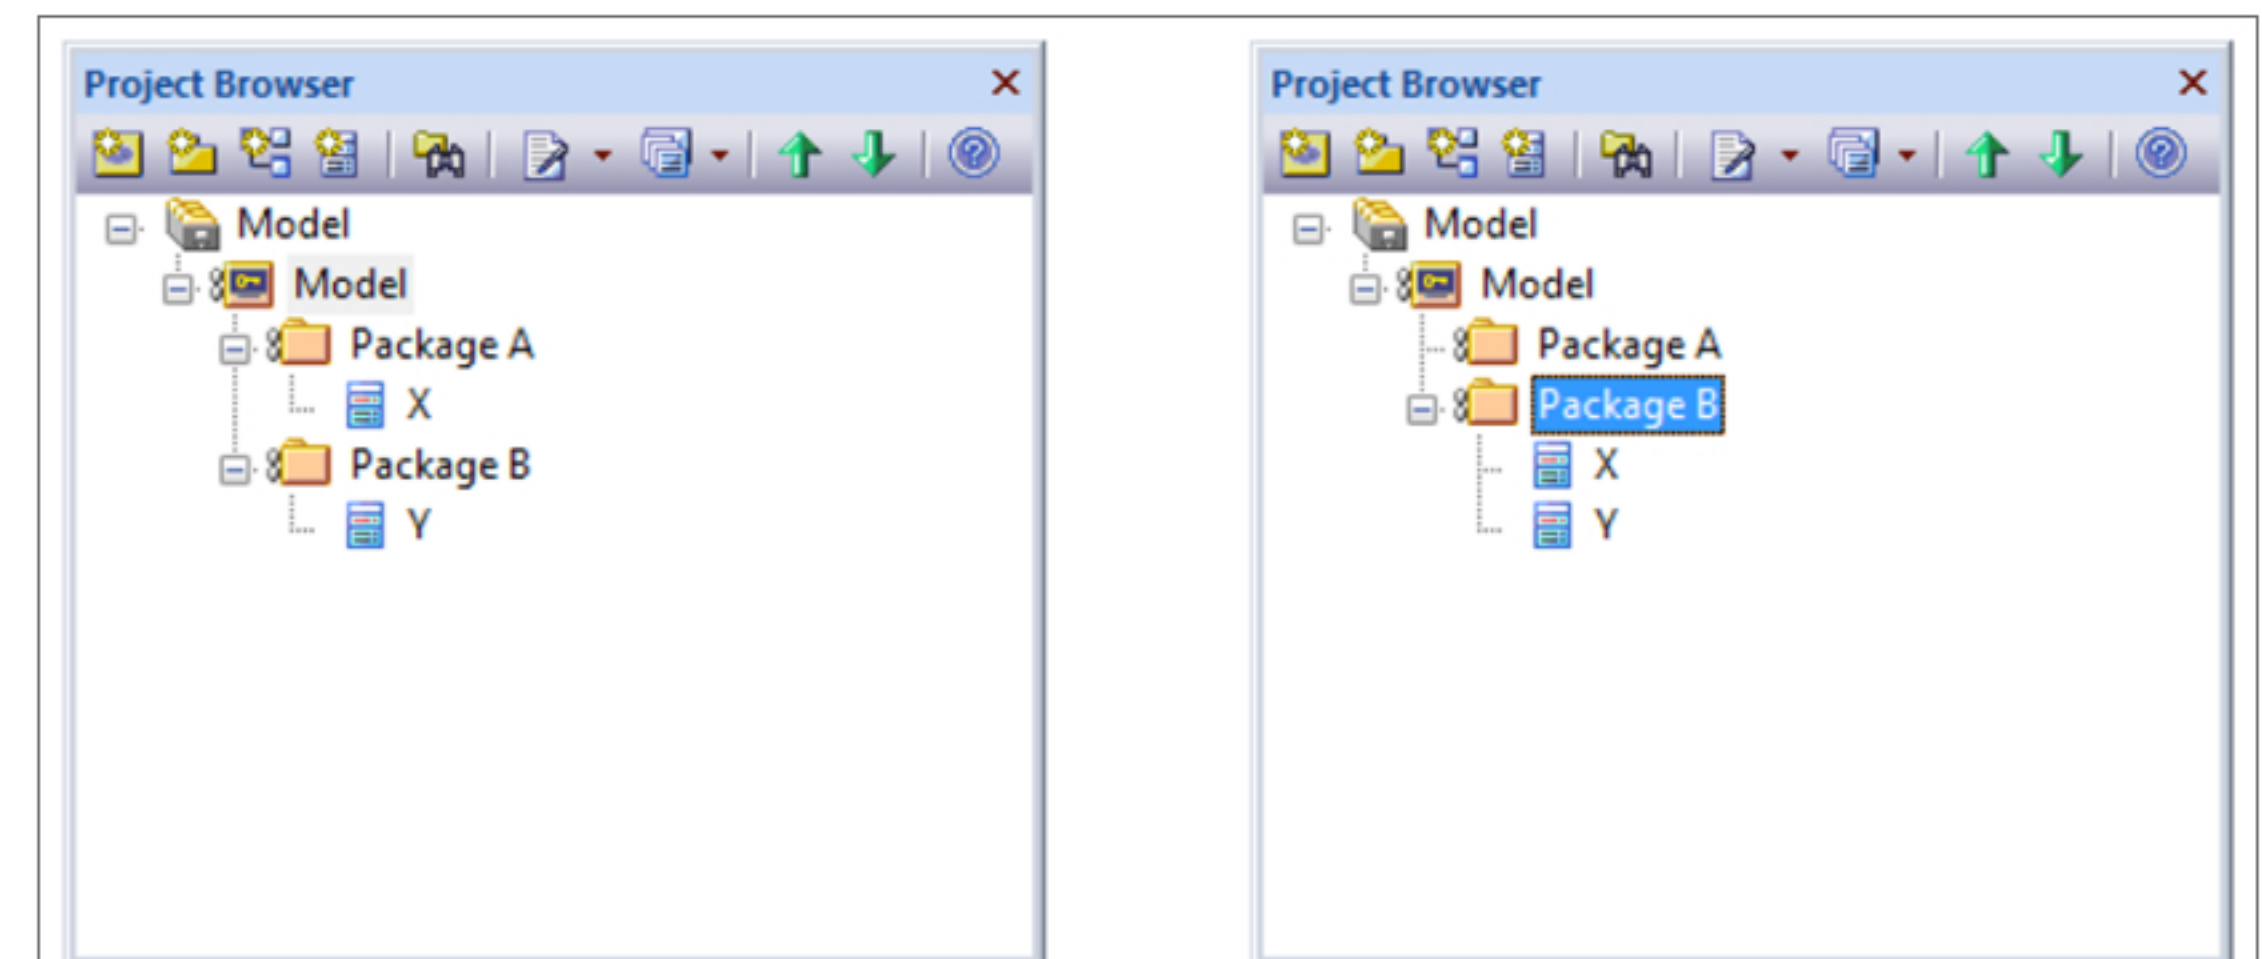 Project Browser
Model
Model
Package A
X
Package B
Y
Project Browser
Model
Model
Package A
Package B
X
Y